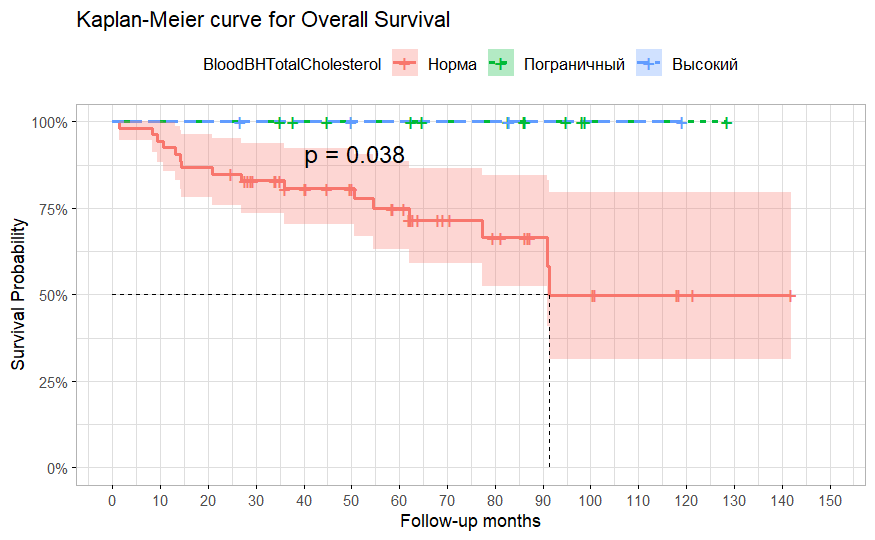 Kaplan-Meier curve for Overall Survival
BloodBHTotalCholesterol Норма Пограничный Высокий
100%
p = 0.038
75%
50%
25%
0%
Survival Probability
0 10 20 30 40 50 60 70 80 90 100 110 120 130 140 150
Follow-up months